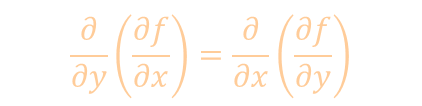 ∂/∂y (∂f/∂x) = ∂/∂x (∂f/∂y)